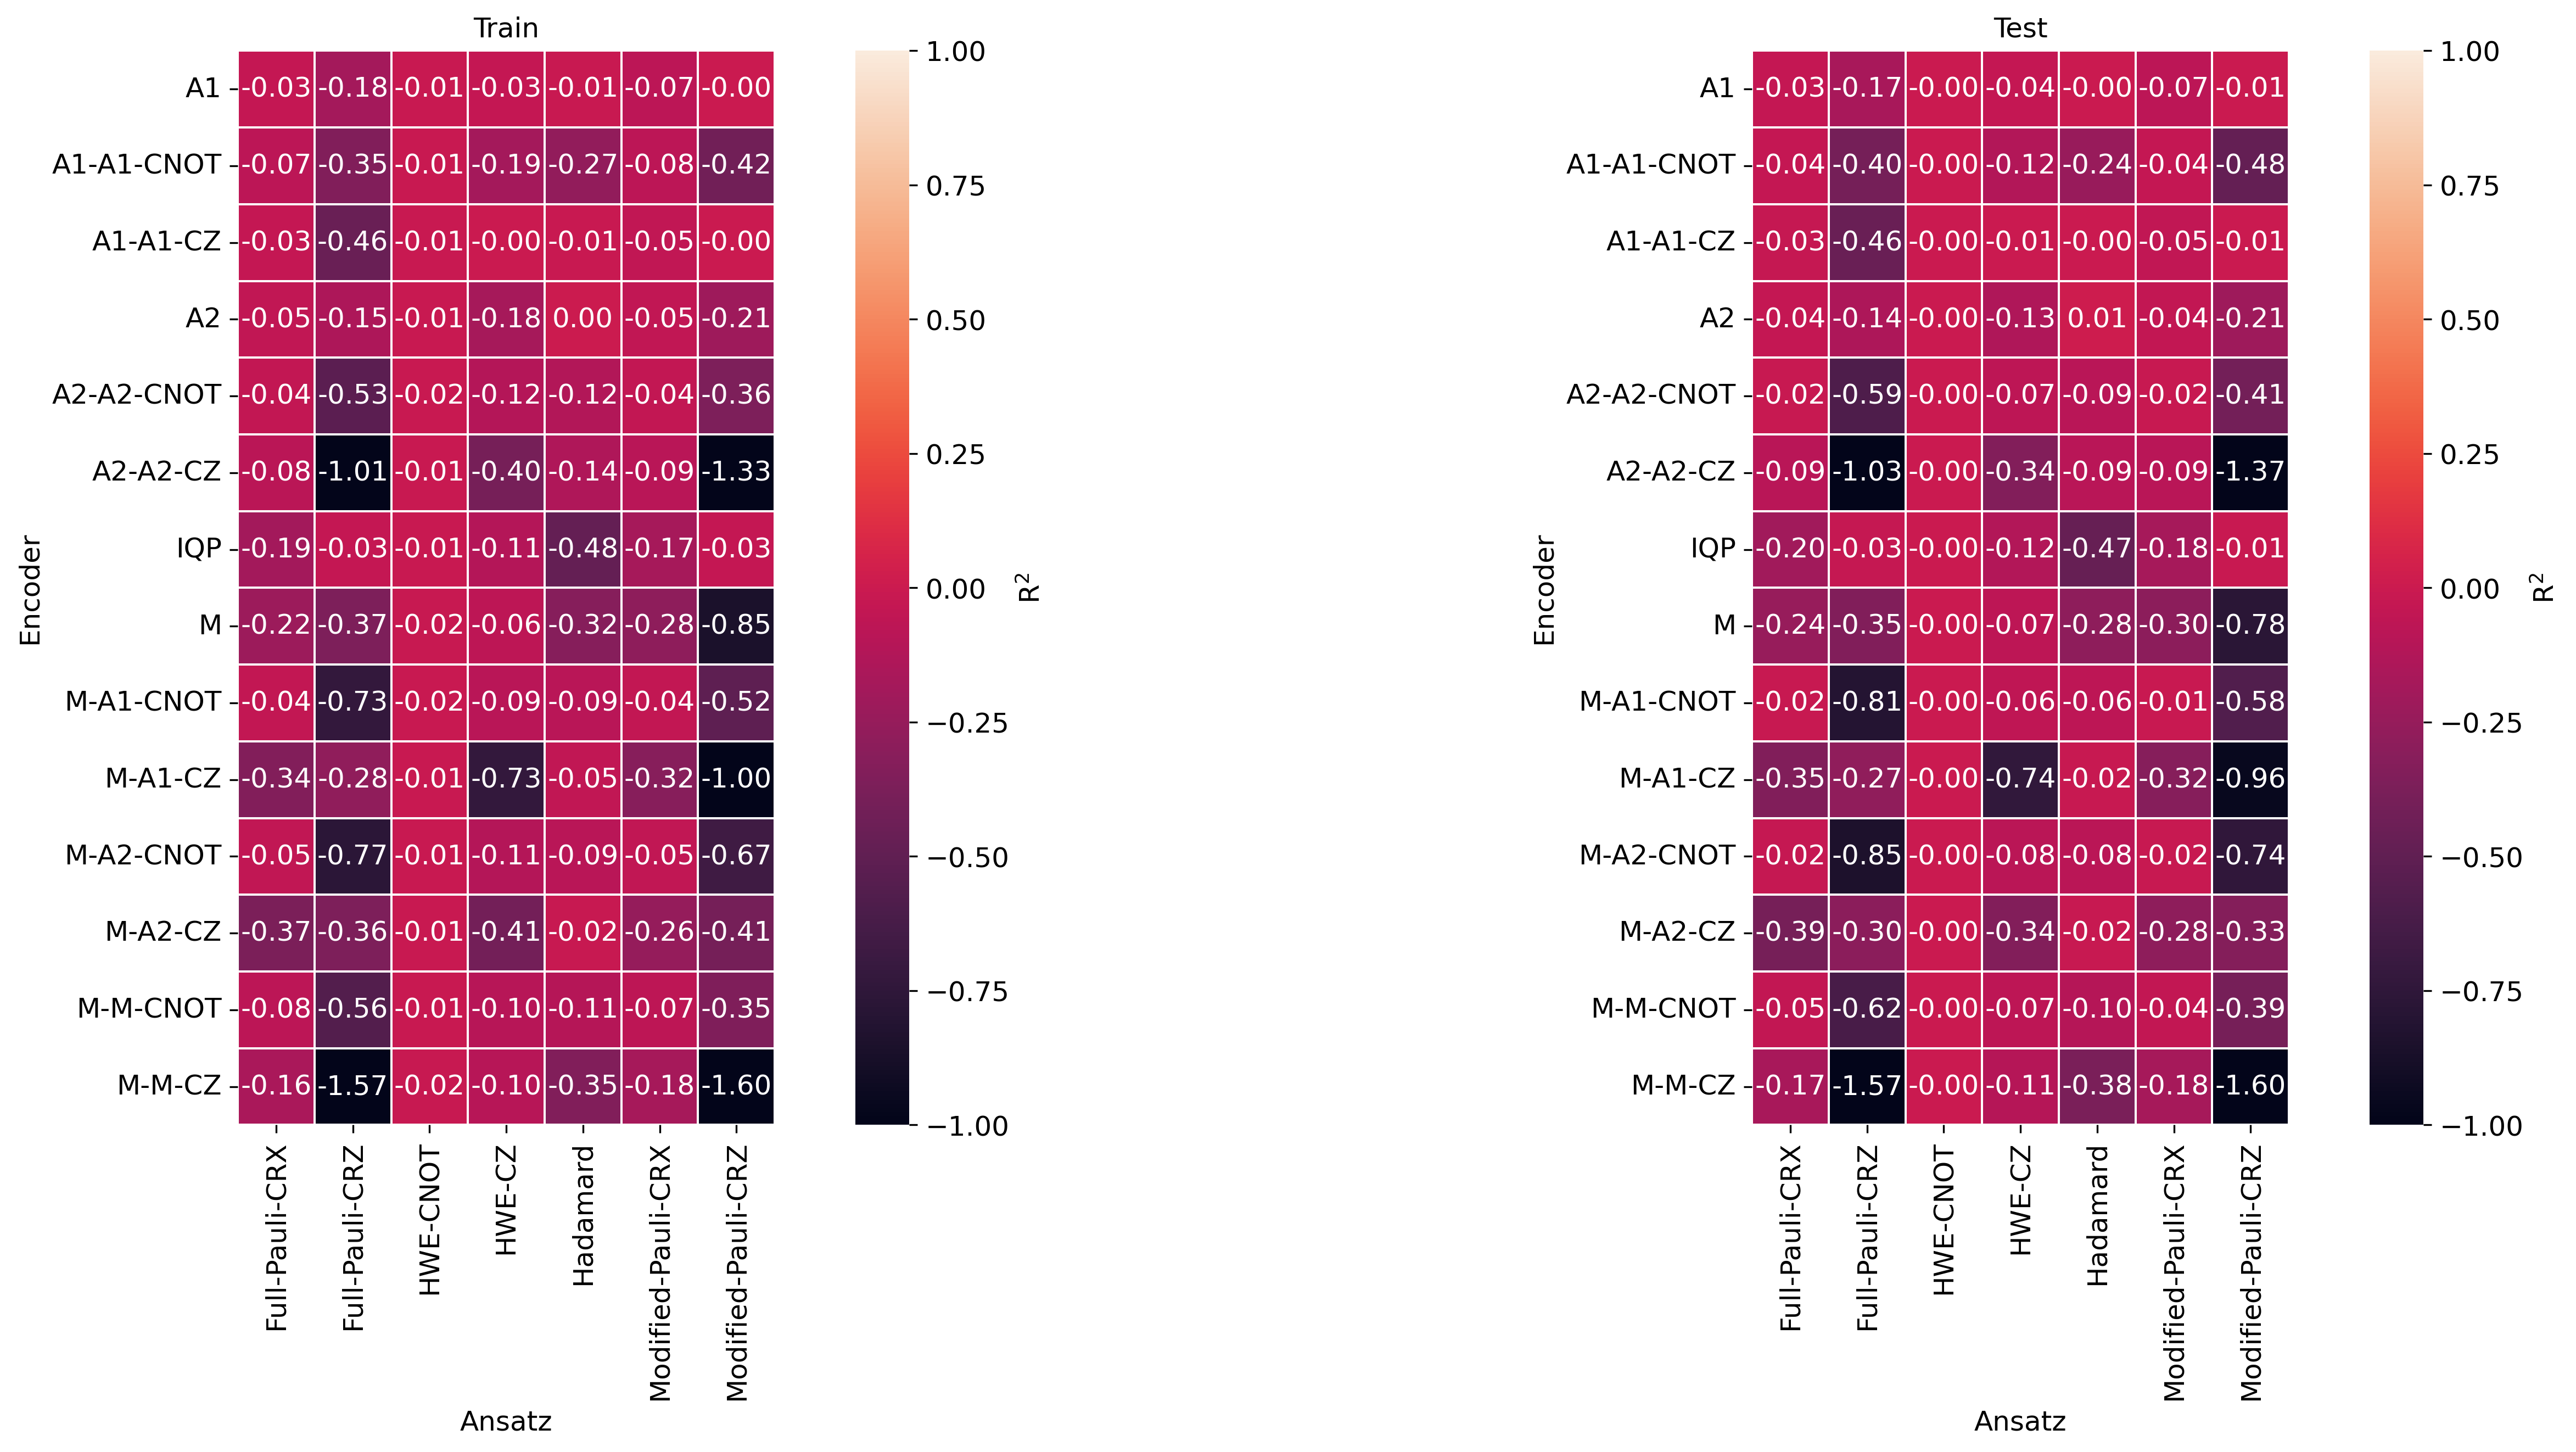 Train
A1 -0.03 -0.18 -0.01 -0.03 -0.01 -0.07 -0.00
A1-A1-CNOT -0.07 -0.35 -0.01 -0.19 -0.27 -0.08 -0.42
A1-A1-CZ -0.03 -0.46 -0.01 -0.00 -0.01 -0.05 -0.00
A2 -0.05 -0.15 -0.01 -0.18 0.00 -0.05 -0.21
A2-A2-CNOT -0.04 -0.53 -0.02 -0.12 -0.12 -0.04 -0.36
A2-A2-CZ -0.08 -1.01 -0.01 -0.40 -0.14 -0.09 -1.33
IQP -0.19 -0.03 -0.01 -0.11 -0.48 -0.17 -0.03
M -0.22 -0.37 -0.02 -0.06 -0.32 -0.28 -0.85
M-A1-CNOT -0.04 -0.73 -0.02 -0.09 -0.09 -0.04 -0.52
M-A1-CZ -0.34 -0.28 -0.01 -0.73 -0.05 -0.32 -1.00
M-A2-CNOT -0.05 -0.77 -0.01 -0.11 -0.09 -0.05 -0.67
M-A2-CZ -0.37 -0.36 -0.01 -0.41 -0.02 -0.26 -0.41
M-M-CNOT -0.08 -0.56 -0.01 -0.10 -0.11 -0.07 -0.35
M-M-CZ -0.16 -1.57 -0.02 -0.10 -0.35 -0.18 -1.60
Encoder
Full-Pauli-CRX
Full-Pauli-CRZ
HWE-CNOT
HWE-CZ
Hadamard
Modified-Pauli-CRX
Modified-Pauli-CRZ
Ansatz
1.00
0.75
0.50
0.25
0.00
−0.25
−0.50
−0.75
−1.00
R²
Test
A1 -0.03 -0.17 -0.00 -0.04 -0.00 -0.07 -0.01
A1-A1-CNOT -0.04 -0.40 -0.00 -0.12 -0.24 -0.04 -0.48
A1-A1-CZ -0.03 -0.46 -0.00 -0.01 -0.00 -0.05 -0.01
A2 -0.04 -0.14 -0.00 -0.13 0.01 -0.04 -0.21
A2-A2-CNOT -0.02 -0.59 -0.00 -0.07 -0.09 -0.02 -0.41
A2-A2-CZ -0.09 -1.03 -0.00 -0.34 -0.09 -0.09 -1.37
IQP -0.20 -0.03 -0.00 -0.12 -0.47 -0.18 -0.01
M -0.24 -0.35 -0.00 -0.07 -0.28 -0.30 -0.78
M-A1-CNOT -0.02 -0.81 -0.00 -0.06 -0.06 -0.01 -0.58
M-A1-CZ -0.35 -0.27 -0.00 -0.74 -0.02 -0.32 -0.96
M-A2-CNOT -0.02 -0.85 -0.00 -0.08 -0.08 -0.02 -0.74
M-A2-CZ -0.39 -0.30 -0.00 -0.34 -0.02 -0.28 -0.33
M-M-CNOT -0.05 -0.62 -0.00 -0.07 -0.10 -0.04 -0.39
M-M-CZ -0.17 -1.57 -0.00 -0.11 -0.38 -0.18 -1.60
Encoder
Full-Pauli-CRX
Full-Pauli-CRZ
HWE-CNOT
HWE-CZ
Hadamard
Modified-Pauli-CRX
Modified-Pauli-CRZ
Ansatz
1.00
0.75
0.50
0.25
0.00
−0.25
−0.50
−0.75
−1.00
R²